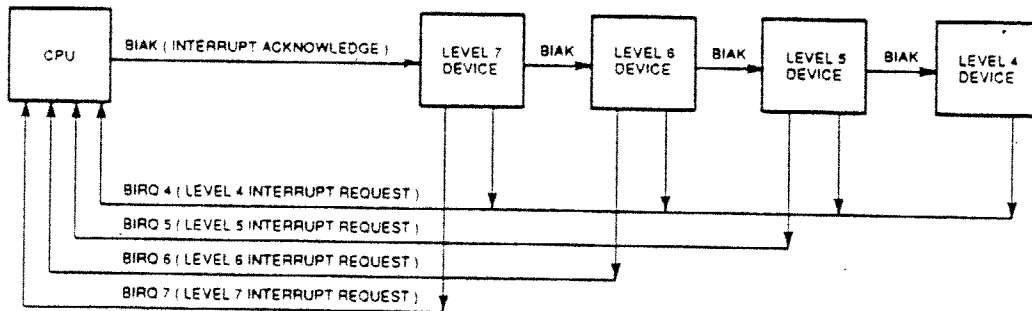 CPU
BIAK ( INTERRUPT ACKNOWLEDGE )
LEVEL 7
DEVICE
BIAK
LEVEL 6
DEVICE
BIAK
LEVEL 5
DEVICE
BIAK
LEVEL 4
DEVICE
BIRQ 4 ( LEVEL 4 INTERRUPT REQUEST )
BIRQ 5 ( LEVEL 5 INTERRUPT REQUEST )
BIRQ 6 ( LEVEL 6 INTERRUPT REQUEST )
BIRQ 7 ( LEVEL 7 INTERRUPT REQUEST )